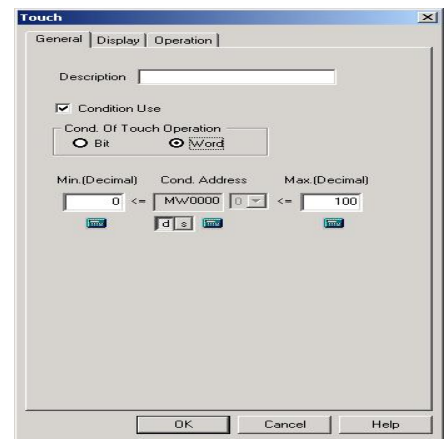 Touch
General Display Operation
Description
Condition Use
Cond. Of Touch Operation
Bit Word
Min.(Decimal) Cond. Address Max.(Decimal)
0 <= MW0000 0 <= 100
d s
OK Cancel Help